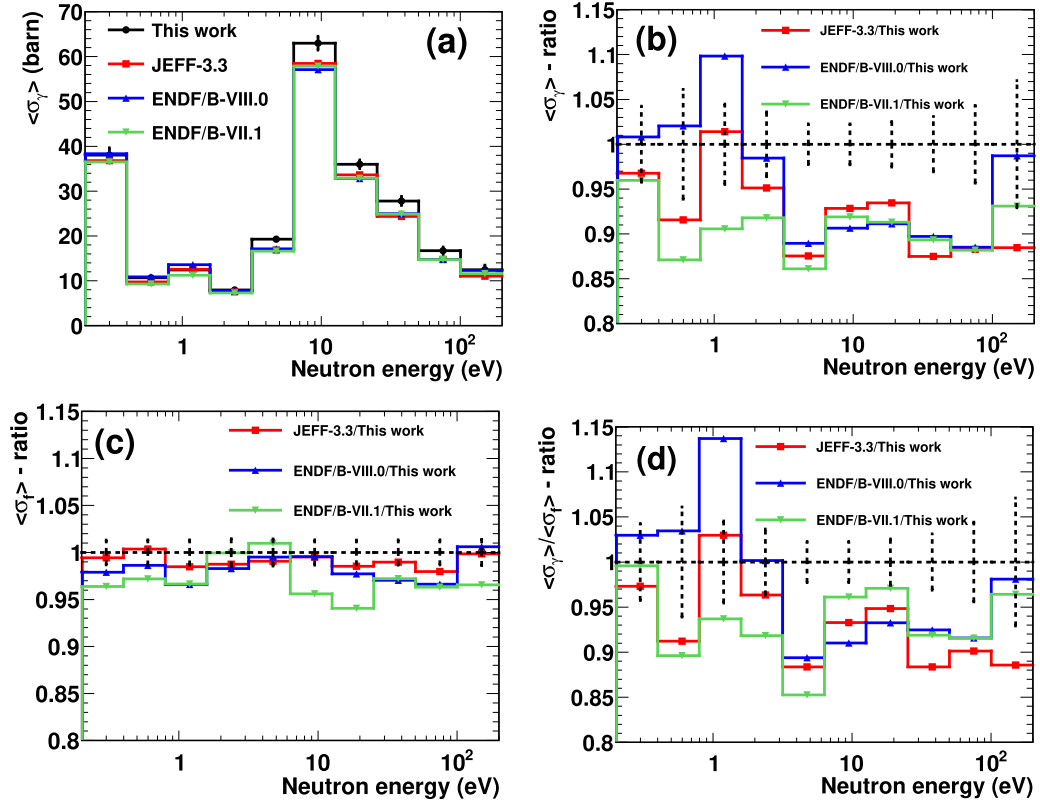 <σγ> (barn)
70
60
50
40
30
20
10
0
This work
JEFF-3.3
ENDF/B-VIII.0
ENDF/B-VII.1
(a)
1
10
10²
Neutron energy (eV)
<σγ> - ratio
1.15
1.1
1.05
1
0.95
0.9
0.85
0.8
(b)
JEFF-3.3/This work
ENDF/B-VIII.0/This work
ENDF/B-VII.1/This work
1
10
10²
Neutron energy (eV)
<σf> - ratio
1.15
1.1
1.05
1
0.95
0.9
0.85
0.8
(c)
JEFF-3.3/This work
ENDF/B-VIII.0/This work
ENDF/B-VII.1/This work
1
10
10²
Neutron energy (eV)
<σγ>/<σf> - ratio
1.15
1.1
1.05
1
0.95
0.9
0.85
0.8
(d)
JEFF-3.3/This work
ENDF/B-VIII.0/This work
ENDF/B-VII.1/This work
1
10
10²
Neutron energy (eV)